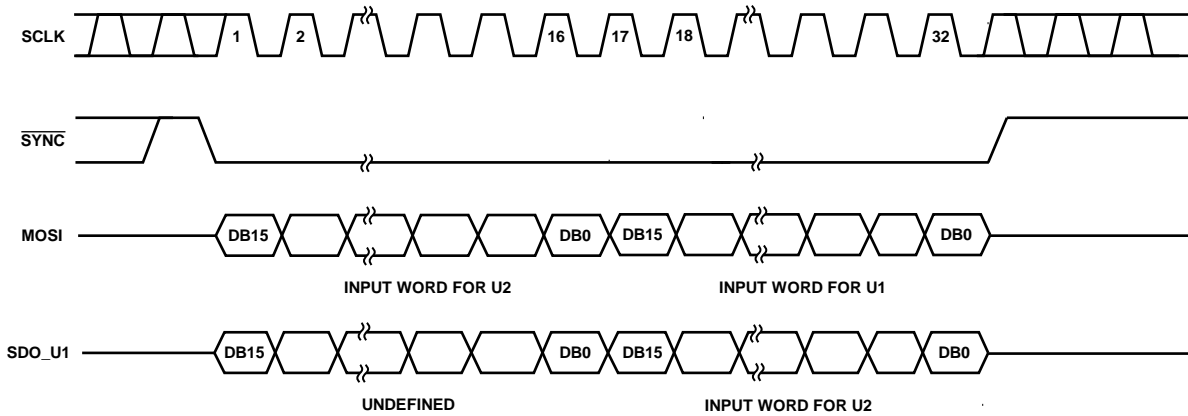 SCLK 1 2 16 17 18 32
SYNC
MOSI DB15 DB0 DB15 DB0
INPUT WORD FOR U2 INPUT WORD FOR U1
SDO_U1 DB15 DB0 DB15 DB0
UNDEFINED INPUT WORD FOR U2